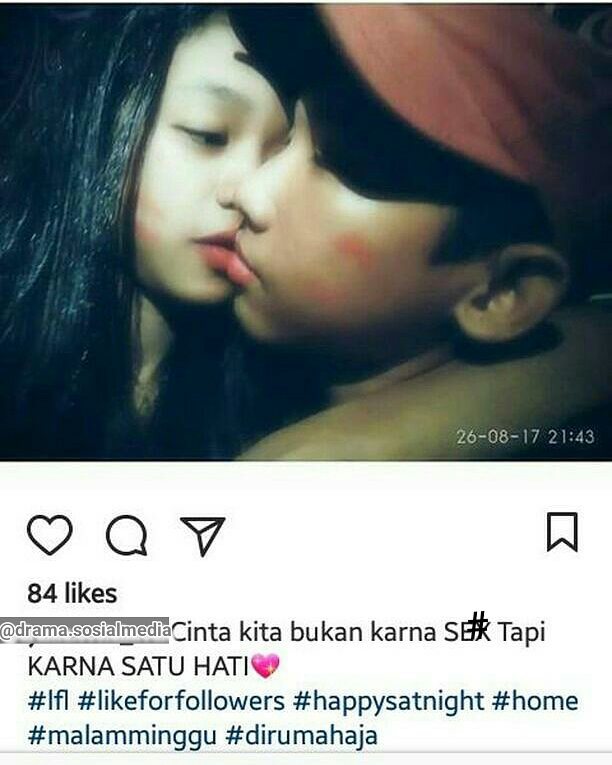 26-08-17 21:43
84 likes
@drama.sosialmedia Cinta kita bukan karna SEX Tapi
KARNA SATU HATI💖
#lfl #likeforfollowers #happysatnight #home
#malamminggu #dirumahaja